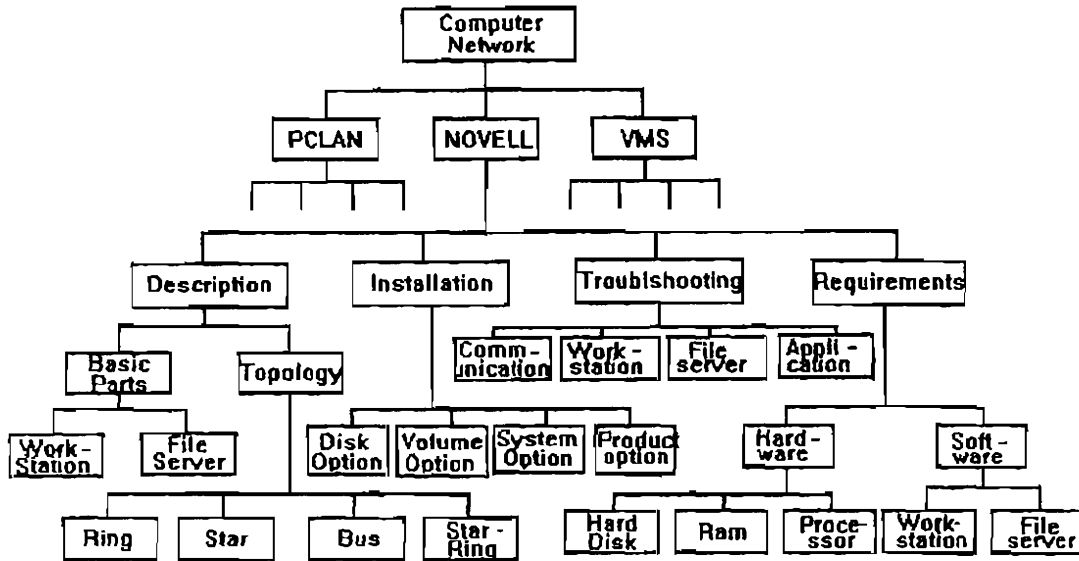 Computer
Network
PCLAN
NOVELL
VMS
Description
Installation
Troublshooting
Requirements
Comm-
unication
Work-
station
File
server
Appli-
cation
Basic
Parts
Topology
Work-
Station
File
Server
Disk
Option
Volume
Option
System
Option
Product
option
Hard-
ware
Soft-
ware
Ring
Star
Bus
Star-
Ring
Hard
Disk
Ram
Proce-
ssor
Work-
station
File
server